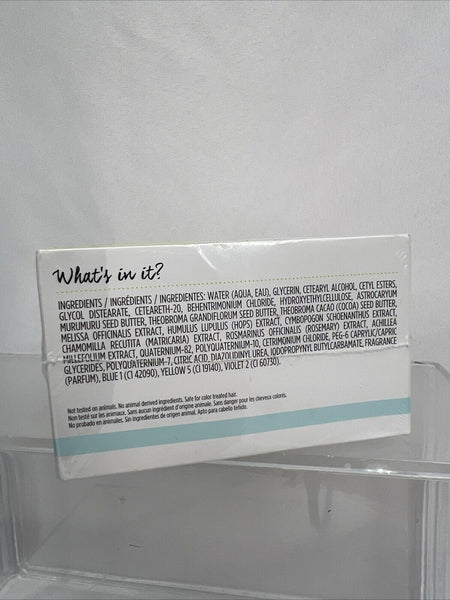 What's in it?
INGREDIENTS / INGRÉDIENTS / INGREDIENTES: WATER (AQUA, EAU), GLYCERIN, CETEARYL ALCOHOL, CETYL ESTERS,
GLYCOL DISTEARATE, CETEARETH-20, BEHENTRIMONIUM CHLORIDE, HYDROXYETHYLCELLULOSE, ASTROCARYUM
MURUMURU SEED BUTTER, THEOBROMA GRANDIFLORUM SEED BUTTER, THEOBROMA CACAO (COCOA) SEED BUTTER,
MELISSA OFFICINALIS EXTRACT, HUMULUS LUPULUS (HOPS) EXTRACT, CYMBOPOGON SCHOENANTHUS EXTRACT,
CHAMOMILLA RECUTITA (MATRICARIA) EXTRACT, ROSMARINUS OFFICINALIS (ROSEMARY) EXTRACT, ACHILLEA
MILLEFOLIUM EXTRACT, QUATERNIUM-82, POLYQUATERNIUM-10, CETRIMONIUM CHLORIDE, PEG-6 CAPRYLIC/CAPRIC
GLYCERIDES, POLYQUATERNIUM-7, CITRIC ACID, DIAZOLIDINYL UREA, IODOPROPYNYL BUTYLCARBAMATE, FRAGRANCE
(PARFUM), BLUE 1 (CI 42090), YELLOW 5 (CI 19140), VIOLET 2 (CI 60730).
Not tested on animals. No animal derived ingredients. Safe for color treated hair.
Non testé sur les animaux. Sans aucun ingrédient d'origine animale. Sans danger pour les cheveux colorés.
No probado en animales. Sin ingredientes de origen animal. Apto para cabello teñido.